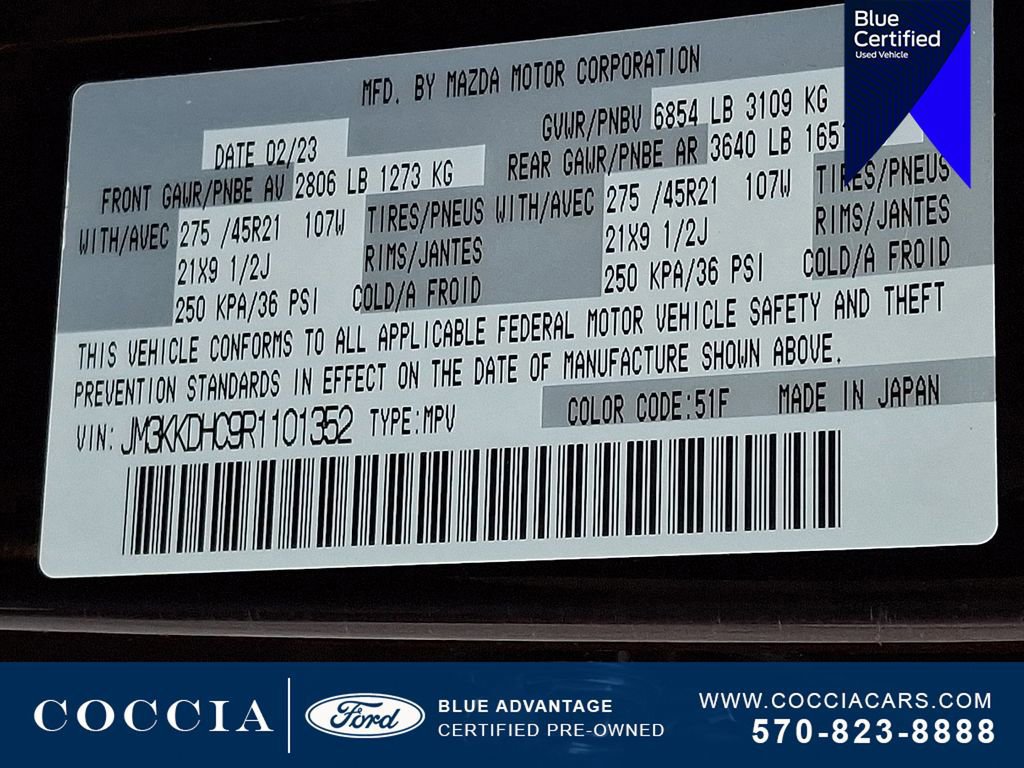 Blue
Certified
Used Vehicle
MFD. BY MAZDA MOTOR CORPORATION
DATE 02/23
GVWR/PNBV 6854 LB 3109 KG
FRONT GAWR/PNBE AV 2806 LB 1273 KG
REAR GAWR/PNBE AR 3640 LB
WITH/AVEC 275 /45R21 107W TIRES/PNEUS
21X9 1/2J RIMS/JANTES
250 KPA/36 PSI COLD/A FROID
WITH/AVEC 275 /45R21 107W TIRES/PNEUS
21X9 1/2J RIMS/JANTES
250 KPA/36 PSI COLD/A FROID
THIS VEHICLE CONFORMS TO ALL APPLICABLE FEDERAL MOTOR VEHICLE SAFETY AND THEFT
PREVENTION STANDARDS IN EFFECT ON THE DATE OF MANUFACTURE SHOWN ABOVE.
VIN: JM3KKDHC9R1101352 TYPE:MPV
COLOR CODE:51F MADE IN JAPAN
COCCIA
Ford
BLUE ADVANTAGE
CERTIFIED PRE-OWNED
WWW.COCCIACARS.COM
570-823-8888